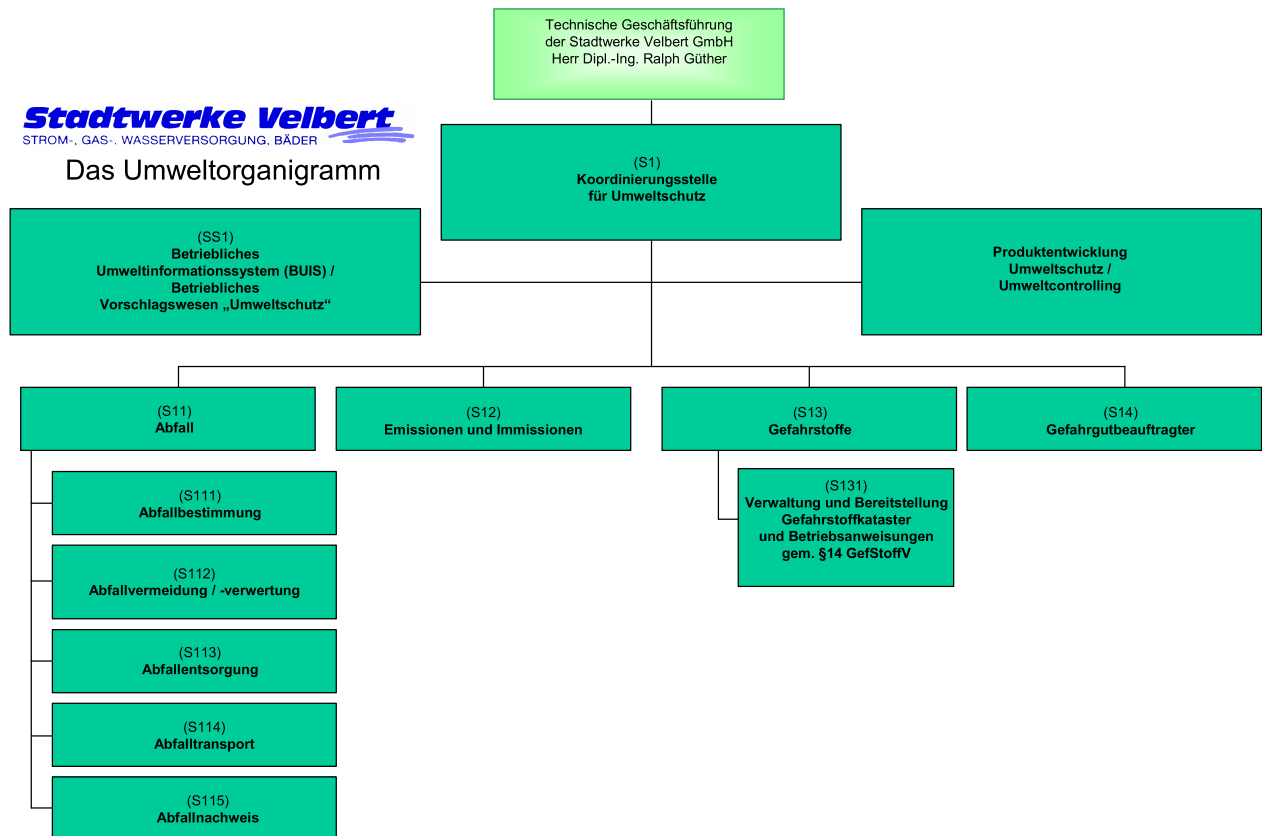 Technische Geschäftsführung
der Stadtwerke Velbert GmbH
Herr Dipl.-Ing. Ralph Güther
Stadtwerke Velbert
STROM-, GAS-, WASSERVERSORGUNG, BÄDER
Das Umweltorganigramm
(S1)
Koordinierungsstelle
für Umweltschutz
(SS1)
Betriebliches
Umweltinformationssystem (BUIS) /
Betriebliches
Vorschlagswesen „Umweltschutz“
Produktentwicklung
Umweltschutz /
Umweltcontrolling
(S11)
Abfall
(S12)
Emissionen und Immissionen
(S13)
Gefahrstoffe
(S14)
Gefahrgutbeauftragter
(S111)
Abfallbestimmung
(S112)
Abfallvermeidung / -verwertung
(S113)
Abfallentsorgung
(S114)
Abfalltransport
(S115)
Abfallnachweis
(S131)
Verwaltung und Bereitstellung
Gefahrstoffkataster
und Betriebsanweisungen
gem. §14 GefStoffV